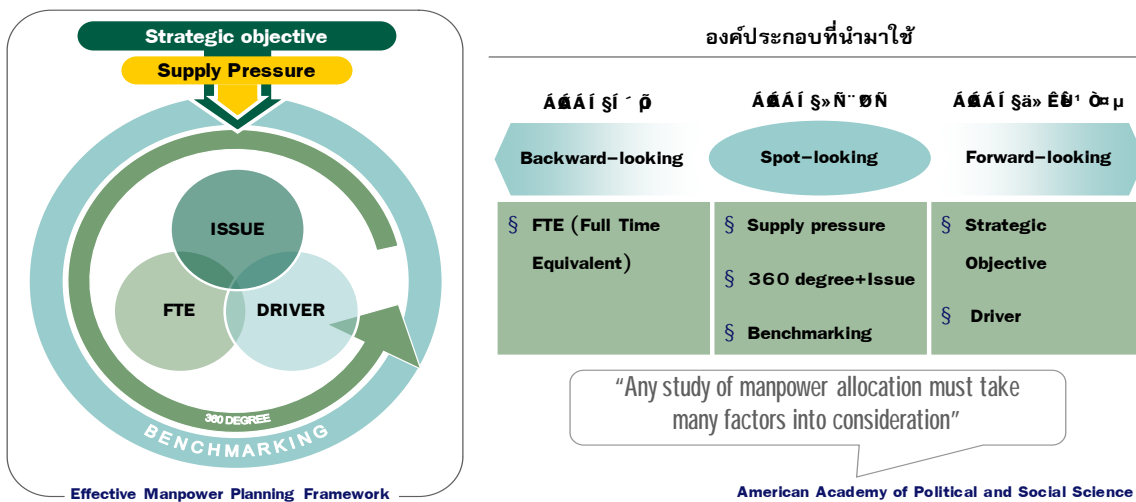 Strategic objective
Supply Pressure
ISSUE
FTE
DRIVER
360 DEGREE
BENCHMARKING
Effective Manpower Planning Framework
องค์ประกอบที่นำมาใช้
Backward-looking
Spot-looking
Forward-looking
§ FTE (Full Time
Equivalent)
§ Supply pressure
§ 360 degree+Issue
§ Benchmarking
§ Strategic
Objective
§ Driver
“Any study of manpower allocation must take
many factors into consideration”
American Academy of Political and Social Science